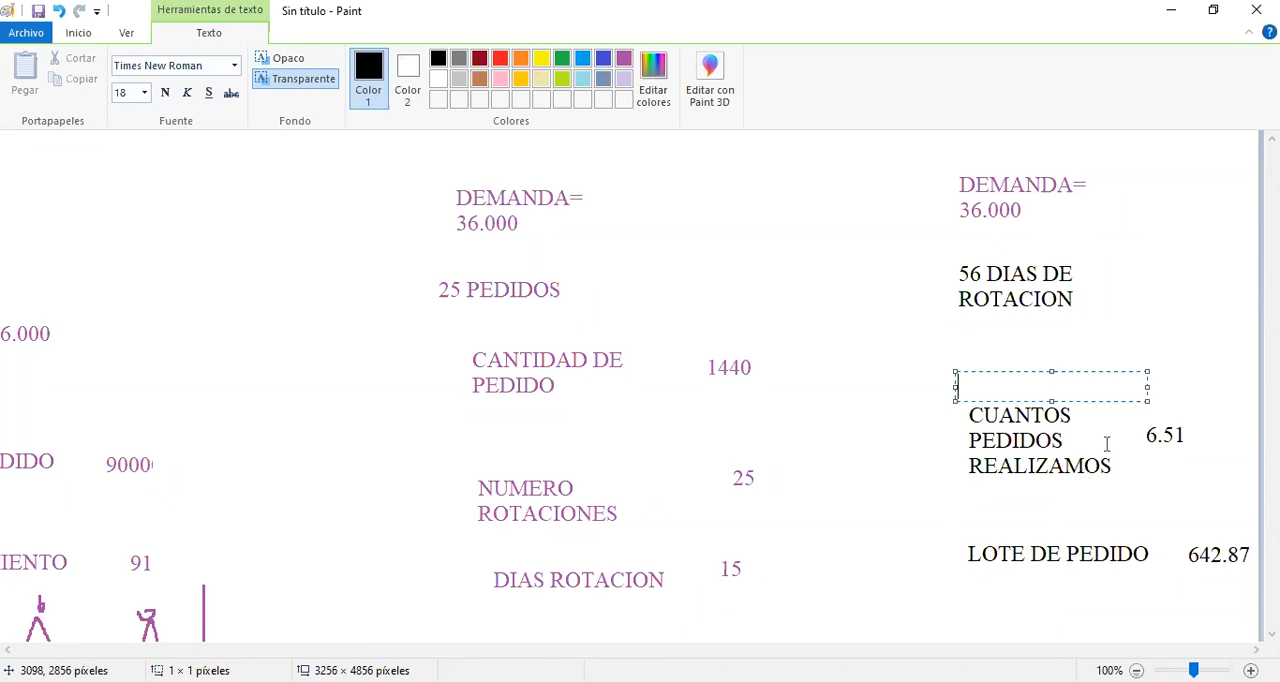 Herramientas de texto
Sin título - Paint
Archivo
Inicio
Ver
Texto
Pegar
Cortar
Copiar
Portapapeles
Times New Roman
18
N
K
S
abc
Fuente
Opaco
Transparente
Fondo
Color
1
Color
2
Editar
colores
Colores
Editar con
Paint 3D
6.000
DIDO
90000
IENTO
91
DEMANDA=
36.000
25 PEDIDOS
CANTIDAD DE
PEDIDO
1440
NUMERO
ROTACIONES
25
DIAS ROTACION
15
DEMANDA=
36.000
56 DIAS DE
ROTACION
CUANTOS
PEDIDOS
REALIZAMOS
6.51
LOTE DE PEDIDO
642.87
3098, 2856 píxeles
1 × 1 píxeles
3256 × 4856 píxeles
100%